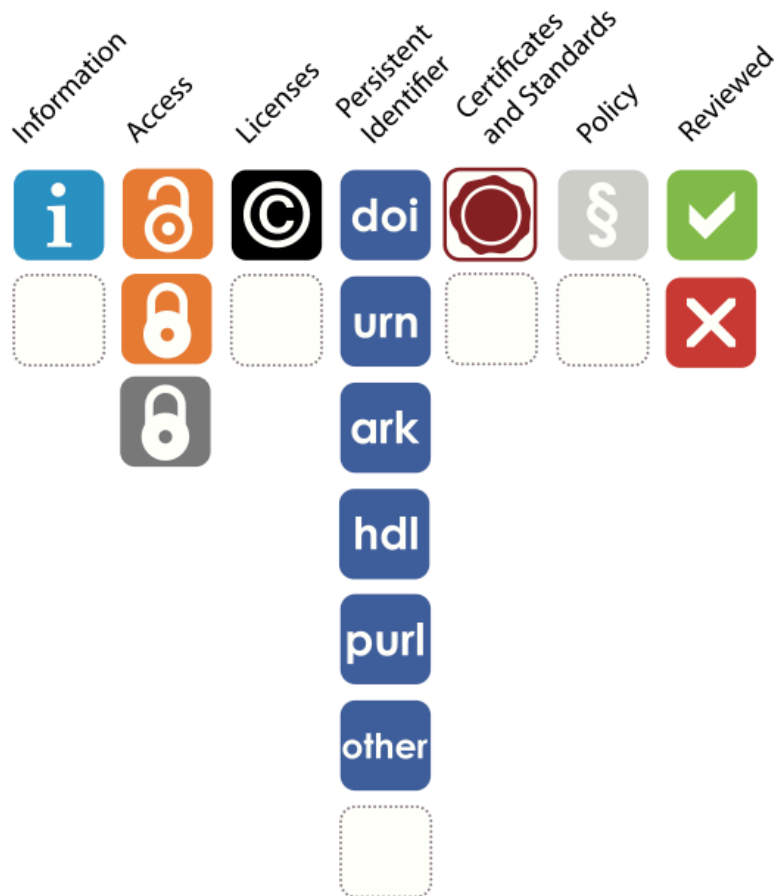 Information
Access
Licenses
Persistent
Identifier
Certificates
and Standards
Policy
Reviewed
i
©
doi
§
urn
ark
hdl
purl
other